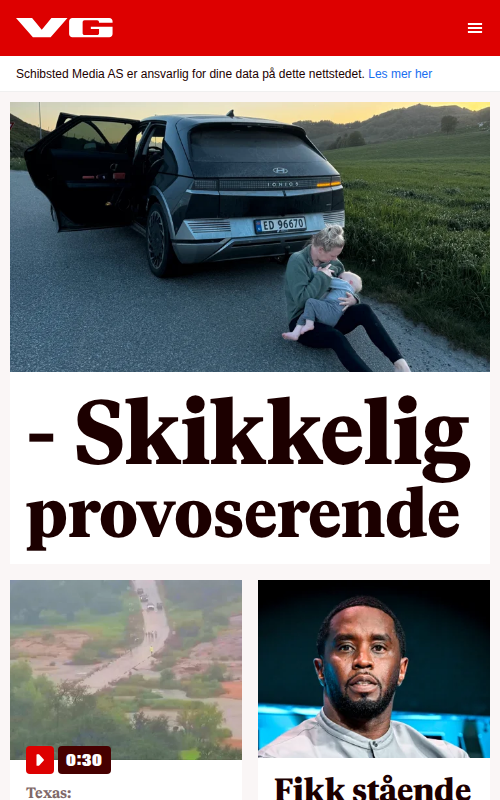 VG
Schibsted Media AS er ansvarlig for dine data på dette nettstedet. Les mer her
IONIQ 5
ED 96670
- Skikkelig
provoserende
0:30
Texas:
Fikk stående